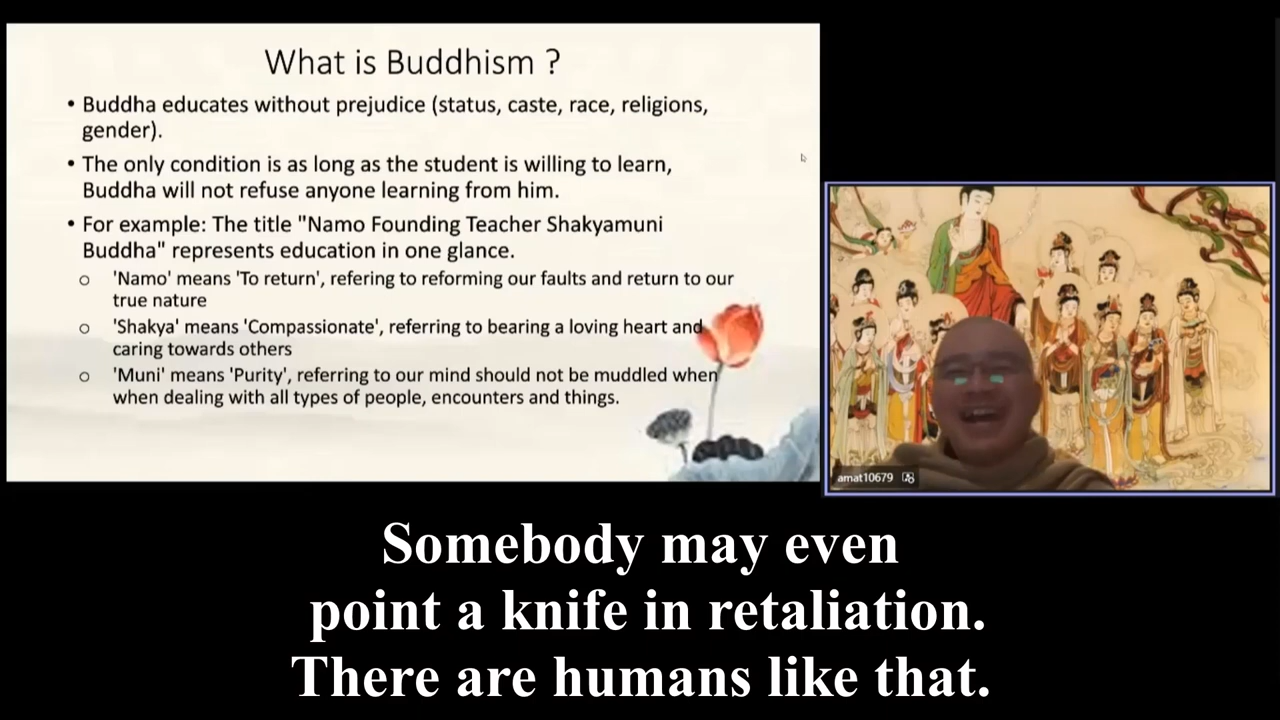 What is Buddhism ?
• Buddha educates without prejudice (status, caste, race, religions,
gender).
• The only condition is as long as the student is willing to learn,
Buddha will not refuse anyone learning from him.
• For example: The title "Namo Founding Teacher Shakyamuni
Buddha" represents education in one glance.
o 'Namo' means 'To return', refering to reforming our faults and return to our
true nature
o 'Shakya' means 'Compassionate', referring to bearing a loving heart and
caring towards others
o 'Muni' means 'Purity', referring to our mind should not be muddled when
when dealing with all types of people, encounters and things.
amat10679
Somebody may even
point a knife in retaliation.
There are humans like that.